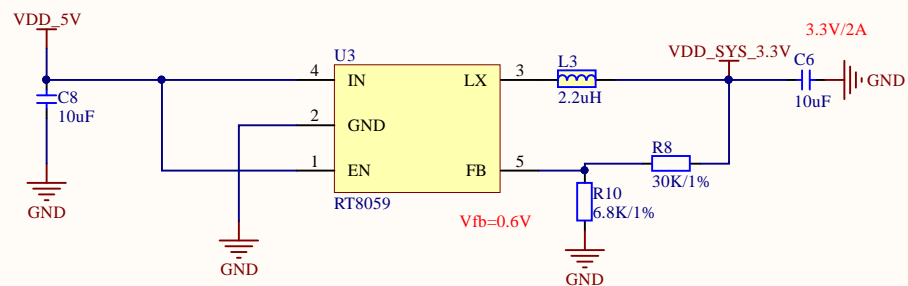 VDD_5V
3.3V/2A
U3
VDD_SYS_3.3V
L3
C6
4
IN
LX
3
GND
C8
10uF
2.2uH
10uF
2
GND
R8
1
EN
FB
5
30K/1%
R10
6.8K/1%
GND
RT8059
Vfb=0.6V
GND
GND